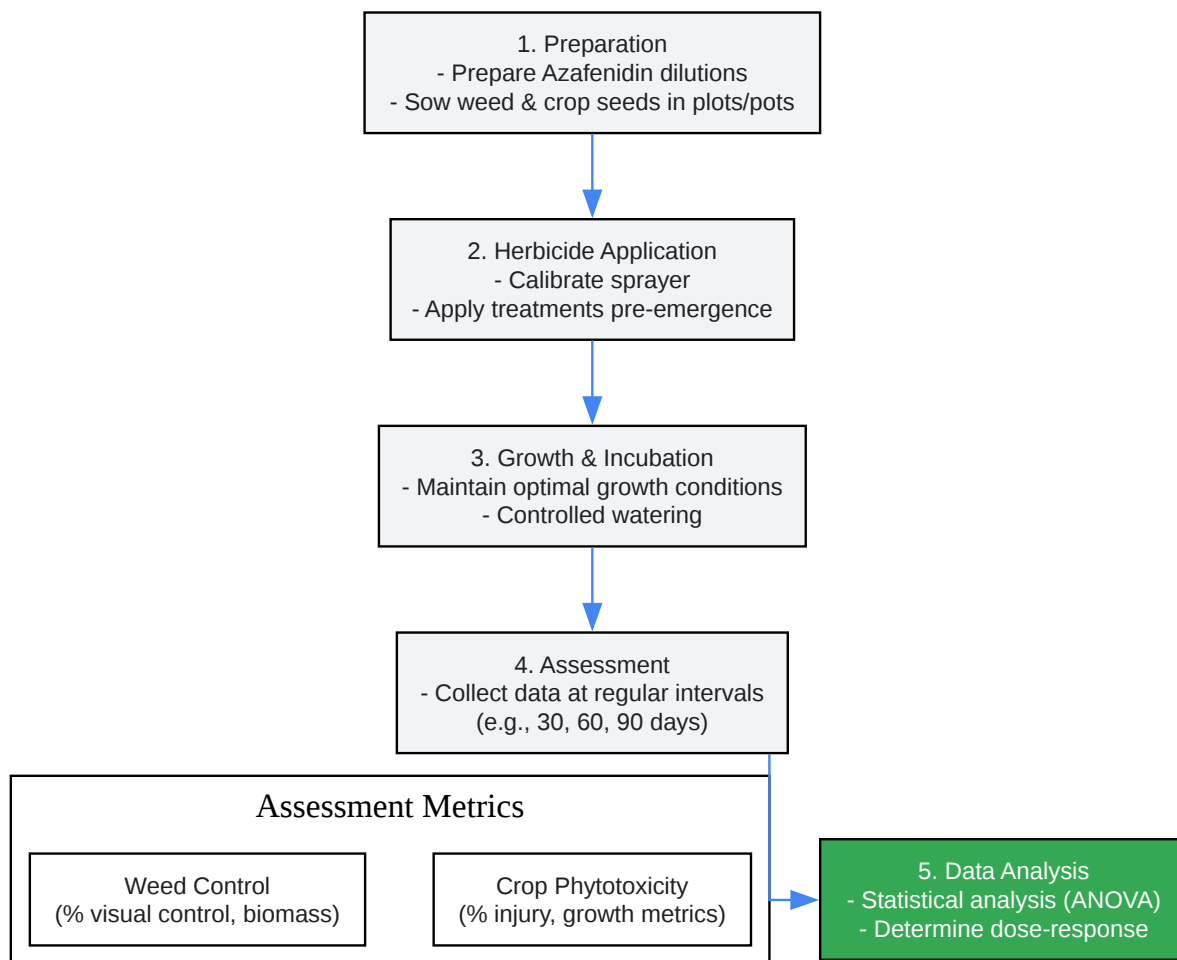 1. Preparation
- Prepare Azafenidin dilutions
- Sow weed & crop seeds in plots/pots
2. Herbicide Application
- Calibrate sprayer
- Apply treatments pre-emergence
3. Growth & Incubation
- Maintain optimal growth conditions
- Controlled watering
4. Assessment
- Collect data at regular intervals
(e.g., 30, 60, 90 days)
Assessment Metrics
Weed Control
(% visual control, biomass)
Crop Phytotoxicity
(% injury, growth metrics)
5. Data Analysis
- Statistical analysis (ANOVA)
- Determine dose-response